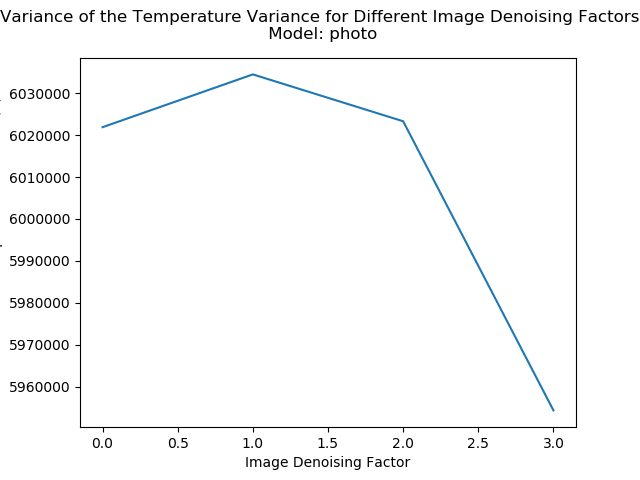 Variance of the Temperature Variance for Different Image Denoising Factors
Model: photo
6030000
6020000
6010000
6000000
5990000
5980000
5970000
5960000
0.0 0.5 1.0 1.5 2.0 2.5 3.0
Image Denoising Factor